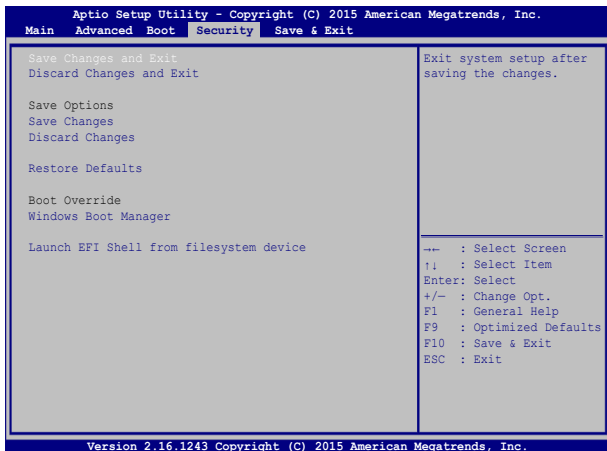 Aptio Setup Utility - Copyright (C) 2015 American Megatrends, Inc.
Main Advanced Boot Security Save & Exit
Save Changes and Exit
Discard Changes and Exit
Save Options
Save Changes
Discard Changes
Restore Defaults
Boot Override
Windows Boot Manager
Launch EFI Shell from filesystem device
Exit system setup after
saving the changes.
→← : Select Screen
↑↓ : Select Item
Enter: Select
+/— : Change Opt.
F1 : General Help
F9 : Optimized Defaults
F10 : Save & Exit
ESC : Exit
Version 2.16.1243 Copyright (C) 2015 American Megatrends, Inc.